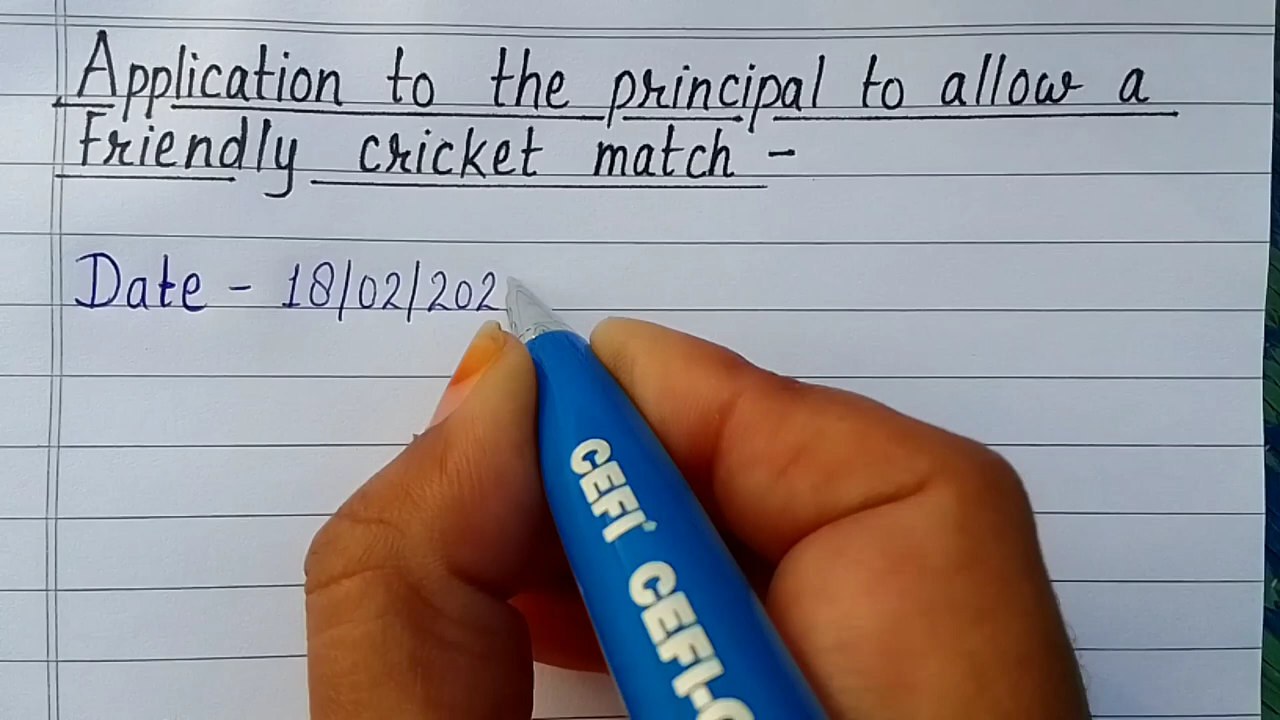 Application to the principal to allow a
friendly cricket match -
Date - 18/02/202
CEFI CEFI-C